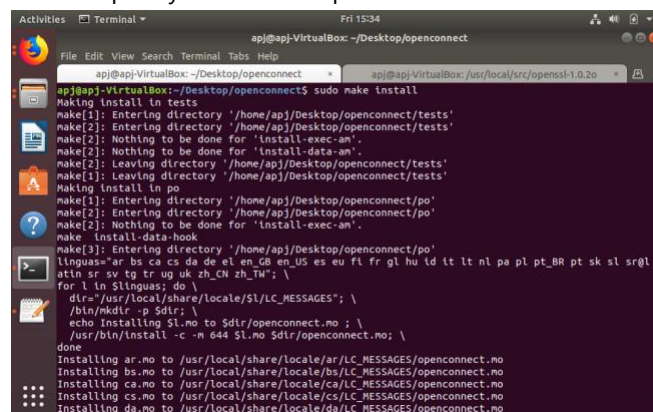 Activities Terminal Fri 15:34
apj@apj-VirtualBox: ~/Desktop/openconnect
File Edit View Search Terminal Tabs Help
apj@apj-VirtualBox: ~/Desktop/openconnect × apj@apj-VirtualBox: /usr/local/src/openssl-1.0.2o ×
apj@apj-VirtualBox:~/Desktop/openconnect$ sudo make install
Making install in tests
make[1]: Entering directory '/home/apj/Desktop/openconnect/tests'
make[2]: Entering directory '/home/apj/Desktop/openconnect/tests'
make[2]: Nothing to be done for 'install-exec-am'.
make[2]: Nothing to be done for 'install-data-am'.
make[2]: Leaving directory '/home/apj/Desktop/openconnect/tests'
make[1]: Leaving directory '/home/apj/Desktop/openconnect/tests'
Making install in po
make[1]: Entering directory '/home/apj/Desktop/openconnect/po'
make[2]: Entering directory '/home/apj/Desktop/openconnect/po'
make[2]: Nothing to be done for 'install-exec-am'.
make install-data-hook
make[3]: Entering directory '/home/apj/Desktop/openconnect/po'
linguas="ar bs ca cs da de el en_GB en_US es eu fi fr gl hu id it lt nl pa pl pt_BR pt sk sl sr@l
atin sr sv tg tr ug uk zh_CN zh_TW"; \
for l in $linguas; do \
dir="/usr/local/share/locale/$l/LC_MESSAGES"; \
/bin/mkdir -p $dir; \
echo Installing $l.mo to $dir/openconnect.mo ; \
/usr/bin/install -c -m 644 $l.mo $dir/openconnect.mo; \
done
Installing ar.mo to /usr/local/share/locale/ar/LC_MESSAGES/openconnect.mo
Installing bs.mo to /usr/local/share/locale/bs/LC_MESSAGES/openconnect.mo
Installing ca.mo to /usr/local/share/locale/ca/LC_MESSAGES/openconnect.mo
Installing cs.mo to /usr/local/share/locale/cs/LC_MESSAGES/openconnect.mo
Installing da.mo to /usr/local/share/locale/da/LC_MESSAGES/openconnect.mo